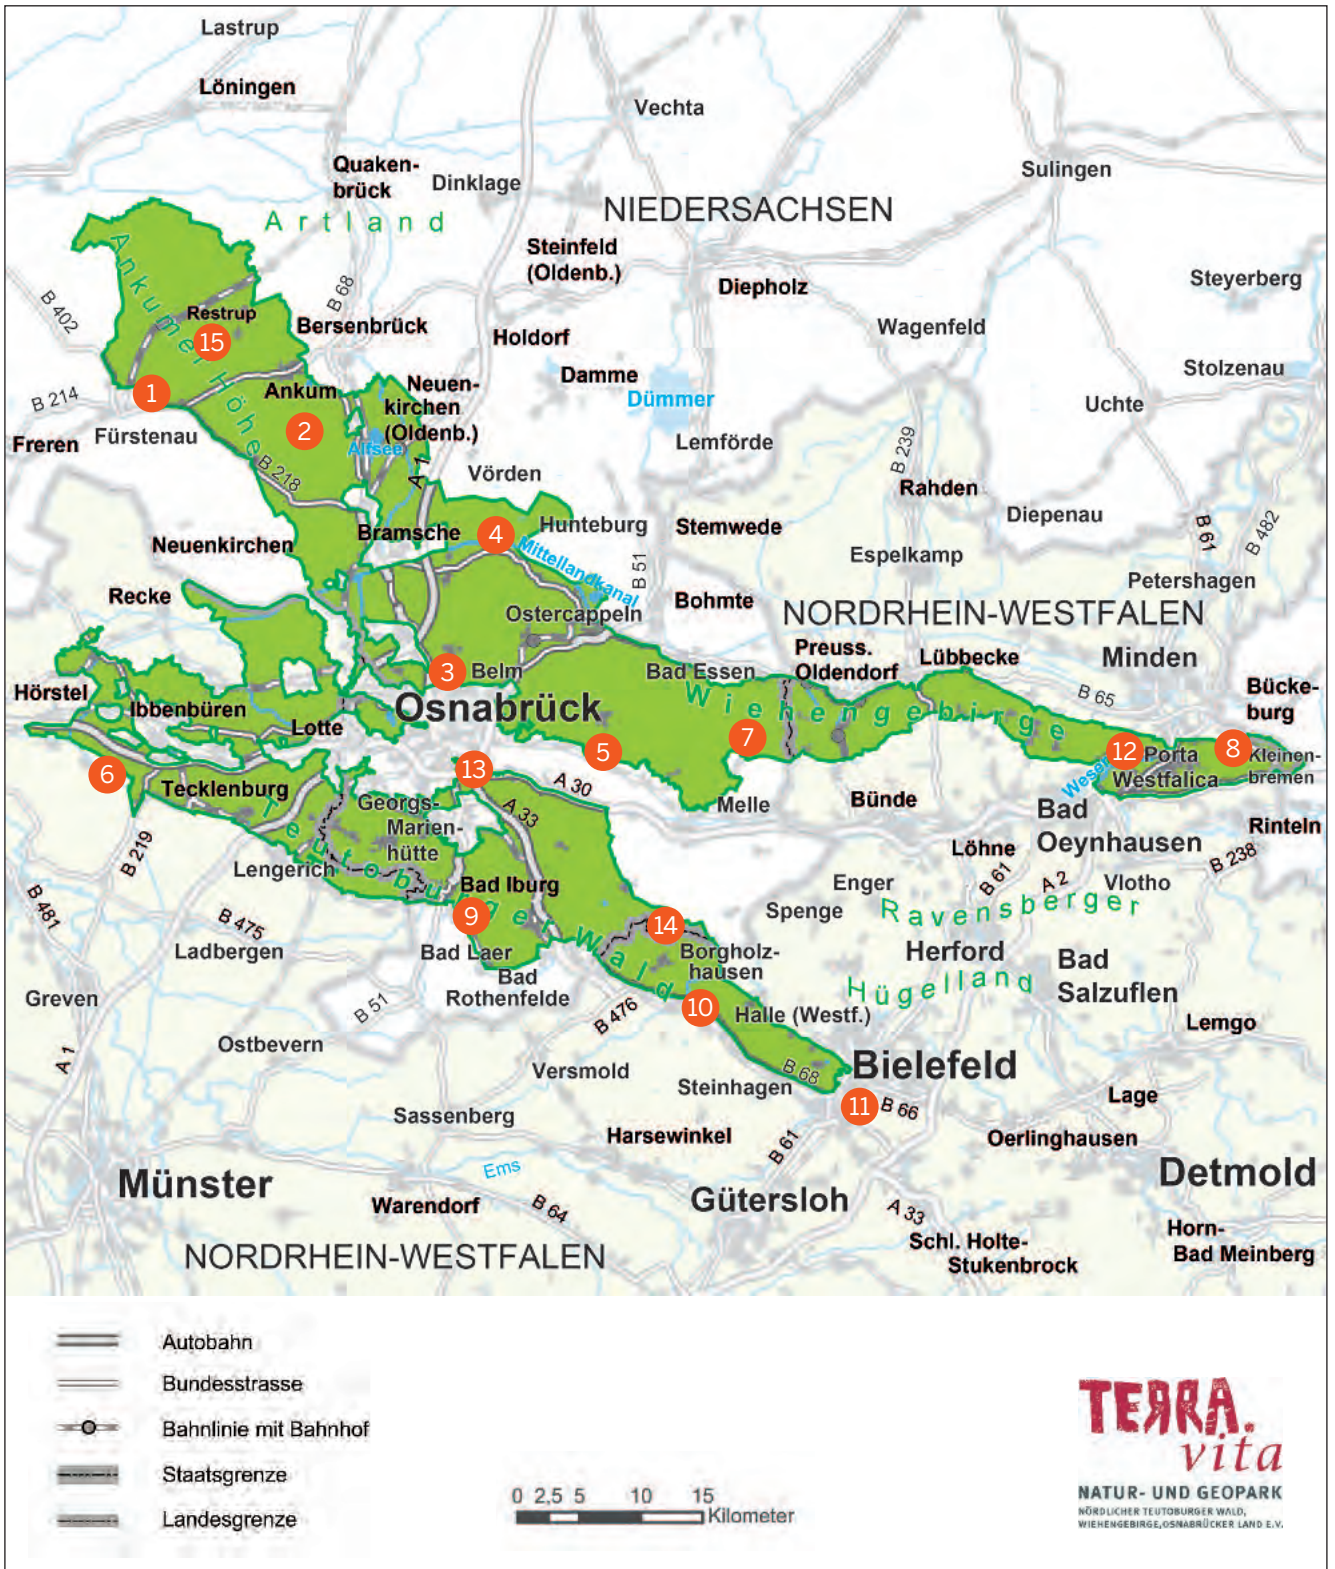 Lastrup
Löningen
Vechta
Quaken-
brück
Dinklage
Sulingen
Artland
NIEDERSACHSEN
Steinfeld
(Oldenb.)
Ankumer Höhe
B 402
B 68
Restrup
15
Bersenbrück
Diepholz
Steyerberg
Holdorf
Wagenfeld
Damme
Stolzenau
1
B 214
Ankum
Neuen-
kirchen
(Oldenb.)
Dümmer
Uchte
2
Freren
Fürstenau
Alfsee
Lemförde
B 239
B 218
A 1
Vörden
Rahden
Diepenau
Bramsche
4
Hunteburg
Stemwede
B 61
B 482
Neuenkirchen
Mittellandkanal
B 51
Espelkamp
Petershagen
Recke
Ostercappeln
Bohmte
NORDRHEIN-WESTFALEN
Preuss.
Oldendorf
Lübbecke
Minden
3
Belm
Bad Essen
Wiehengebirge
B 65
Bücke-
burg
Hörstel
Ibbenbüren
Osnabrück
Lotte
7
5
12
Porta
Westfalica
8
Kleinen-
bremen
Weser
6
13
A 30
Tecklenburg
Georgs-
Marien-
hütte
A 33
Melle
Bünde
Bad
Oeynhausen
Rinteln
Teutoburger Wald
B 219
Löhne
B 61
A 2
B 238
Lengerich
Bad Iburg
Enger
Vlotho
B 481
B 475
9
Spenge
Ravensberger
Hügelland
14
Ladbergen
Bad Laer
Borgholz-
hausen
Herford
Bad
Salzuflen
Greven
Bad
Rothenfelde
B 51
B 476
10
Halle (Westf.)
Lemgo
A 1
Ostbevern
Versmold
Steinhagen
B 68
Bielefeld
Sassenberg
11
B 66
Lage
Harsewinkel
B 61
Oerlinghausen
Münster
Ems
Gütersloh
Detmold
Warendorf
B 64
A 33
NORDRHEIN-WESTFALEN
Schl. Holte-
Stukenbrock
Horn-
Bad Meinberg
Autobahn
Bundesstrasse
Bahnlinie mit Bahnhof
Staatsgrenze
Landesgrenze
0 2,5 5 10 15
Kilometer
TERRA.
vita
NATUR- UND GEOPARK
NÖRDLICHER TEUTOBURGER WALD,
WIEHENGEBIRGE,OSNABRÜCKER LAND E.V.